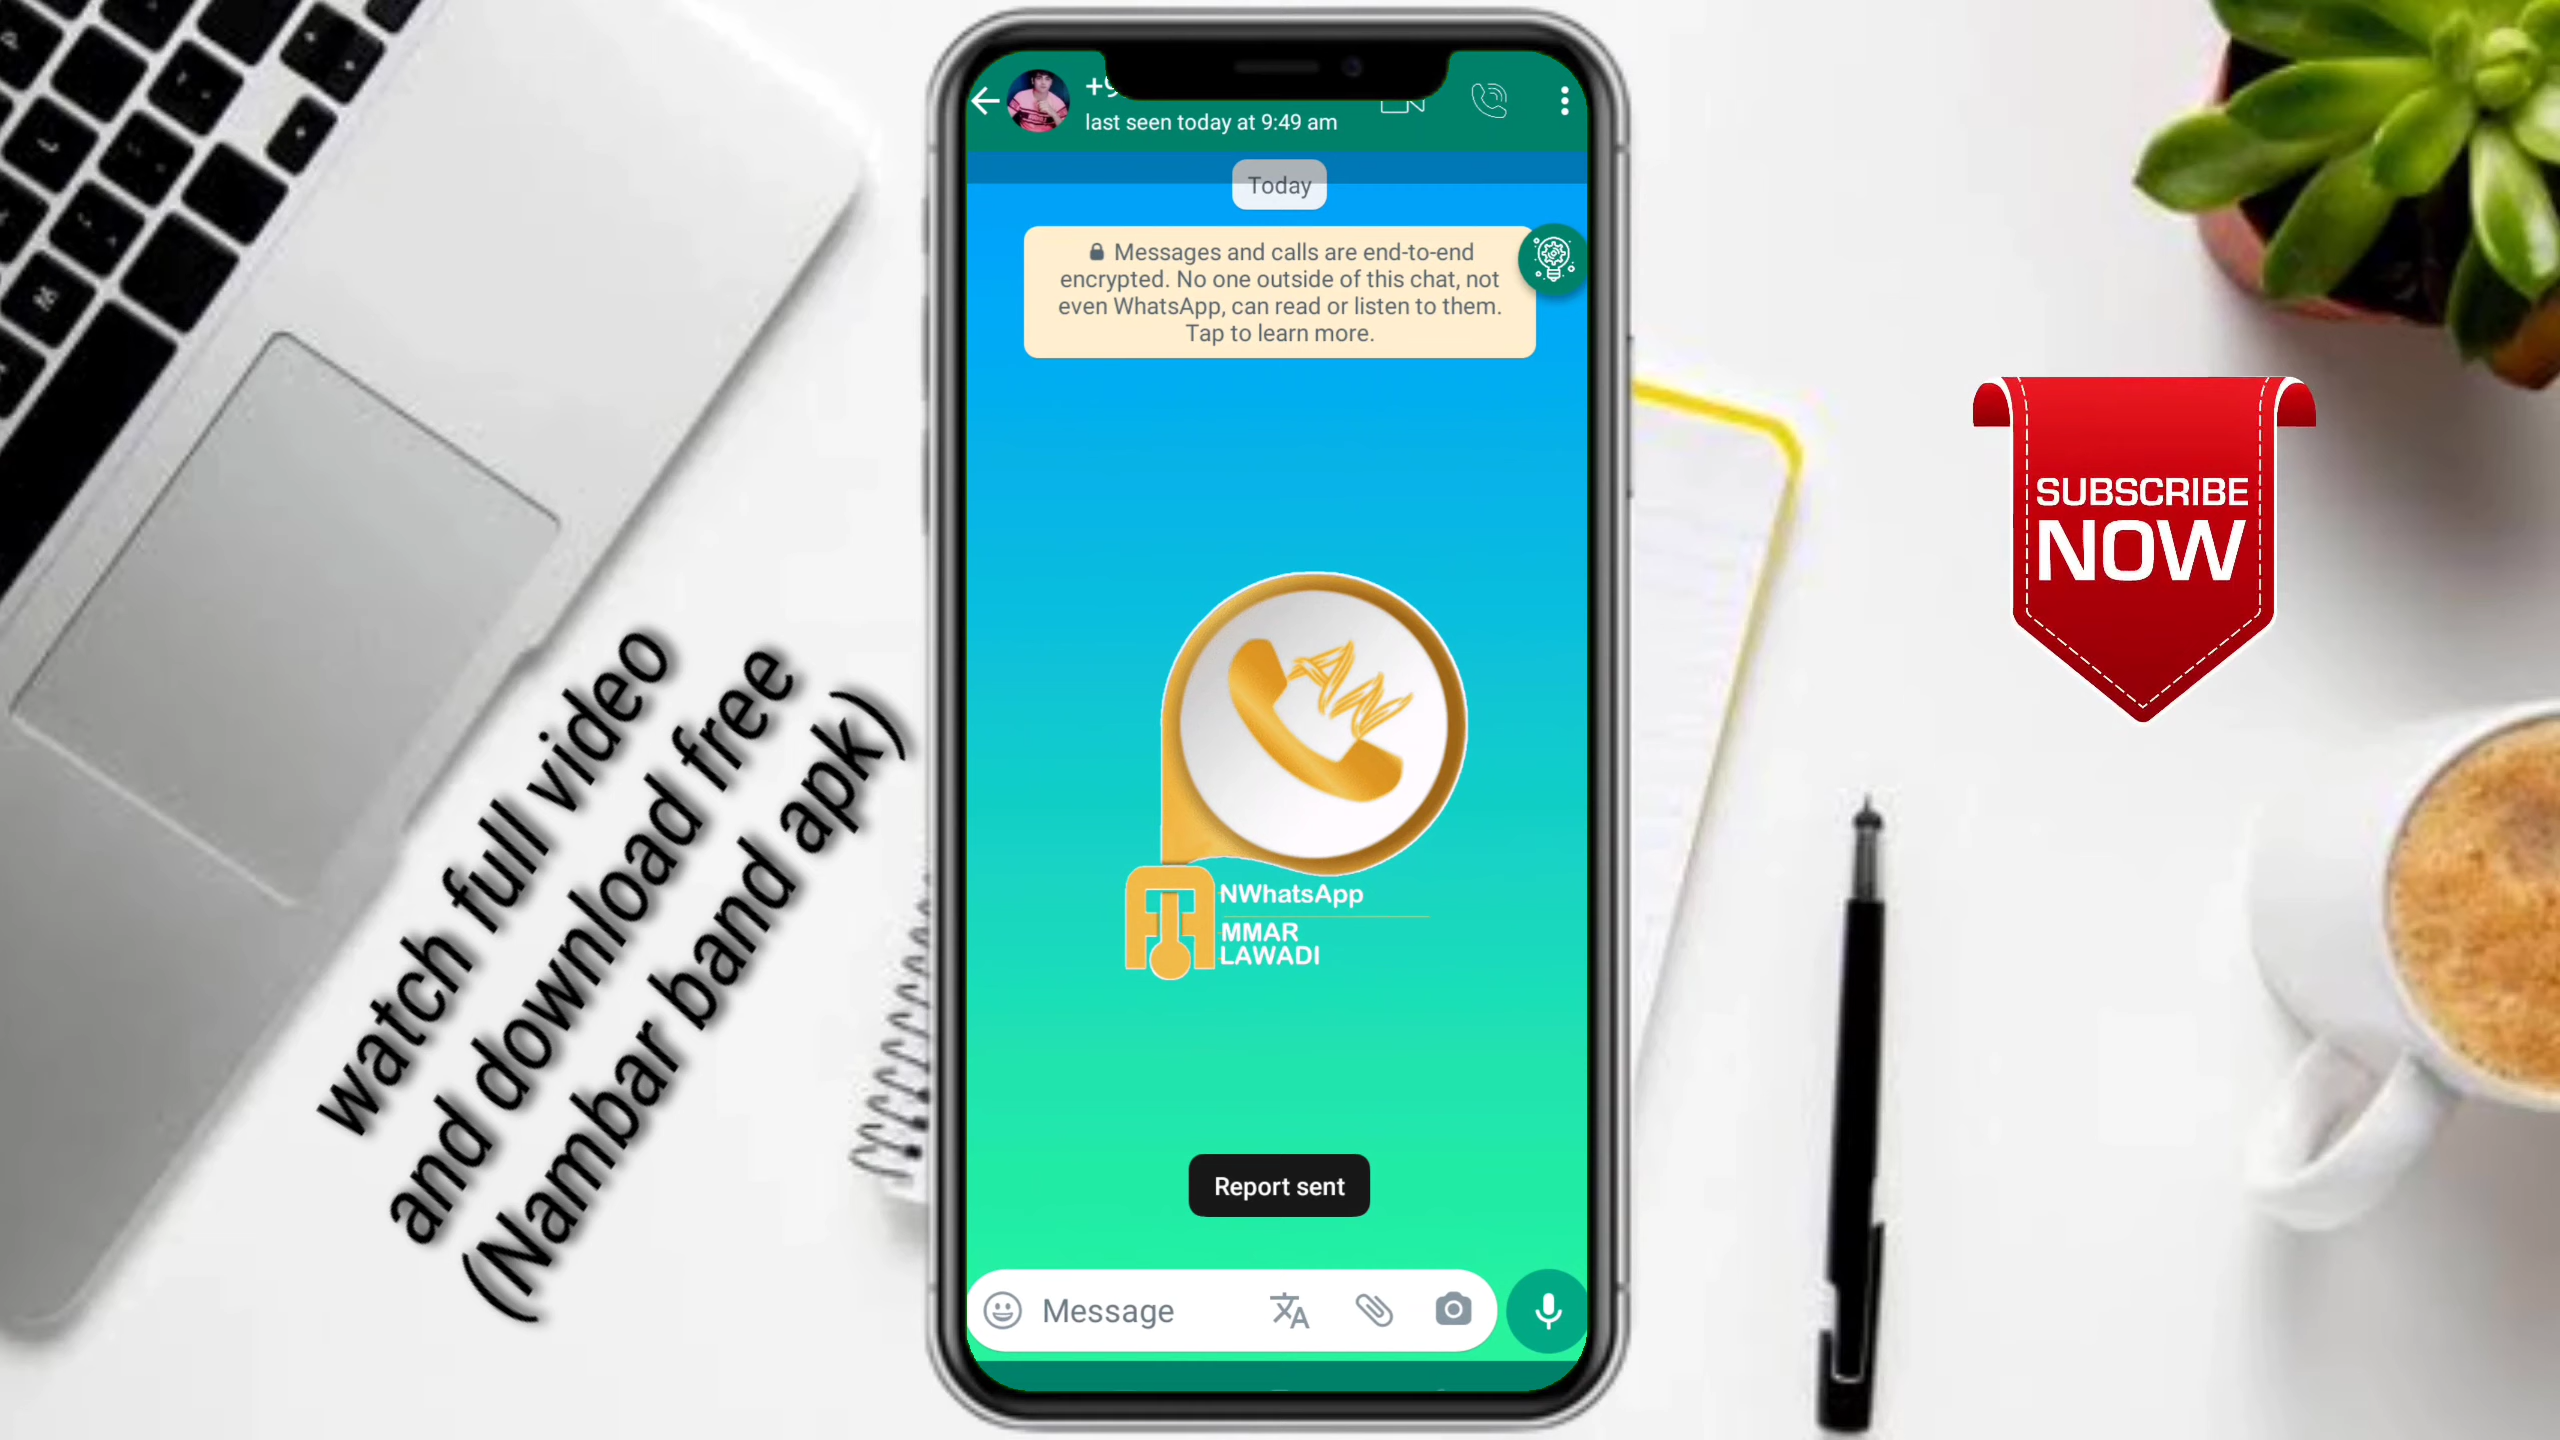 +9
last seen today at 9:49 am
Today
Messages and calls are end-to-end
encrypted. No one outside of this chat, not
even WhatsApp, can read or listen to them.
Tap to learn more.
AN
NWhatsApp
MMAR
LAWADI
Report sent
Message
watch full video
and download free
(Nambar band apk)
SUBSCRIBE
NOW